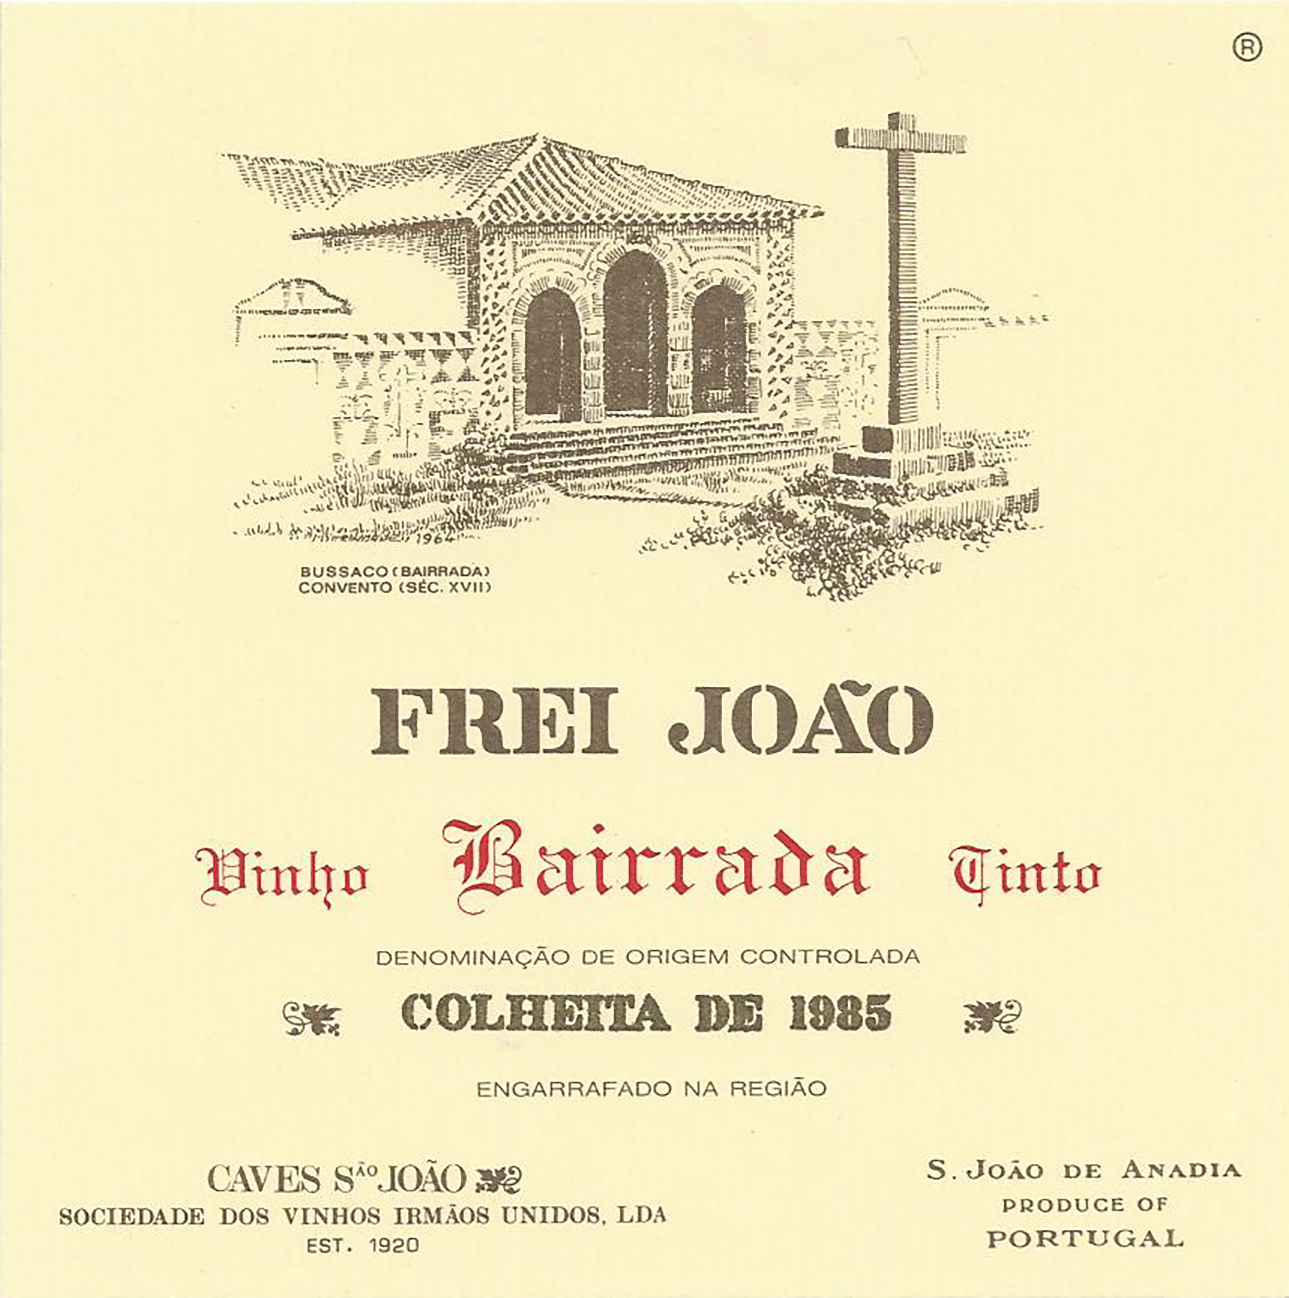 ®
1964
BUSSACO (BAIRRADA)
CONVENTO (SÉC. XVII)
FREI JOÃO
Vinho Bairrada Tinto
DENOMINAÇÃO DE ORIGEM CONTROLADA
COLHEITA DE 1985
ENGARRAFADO NA REGIÃO
CAVES SÃO JOÃO
SOCIEDADE DOS VINHOS IRMÃOS UNIDOS, LDA
EST. 1920
S. JOÃO DE ANADIA
PRODUCE OF
PORTUGAL